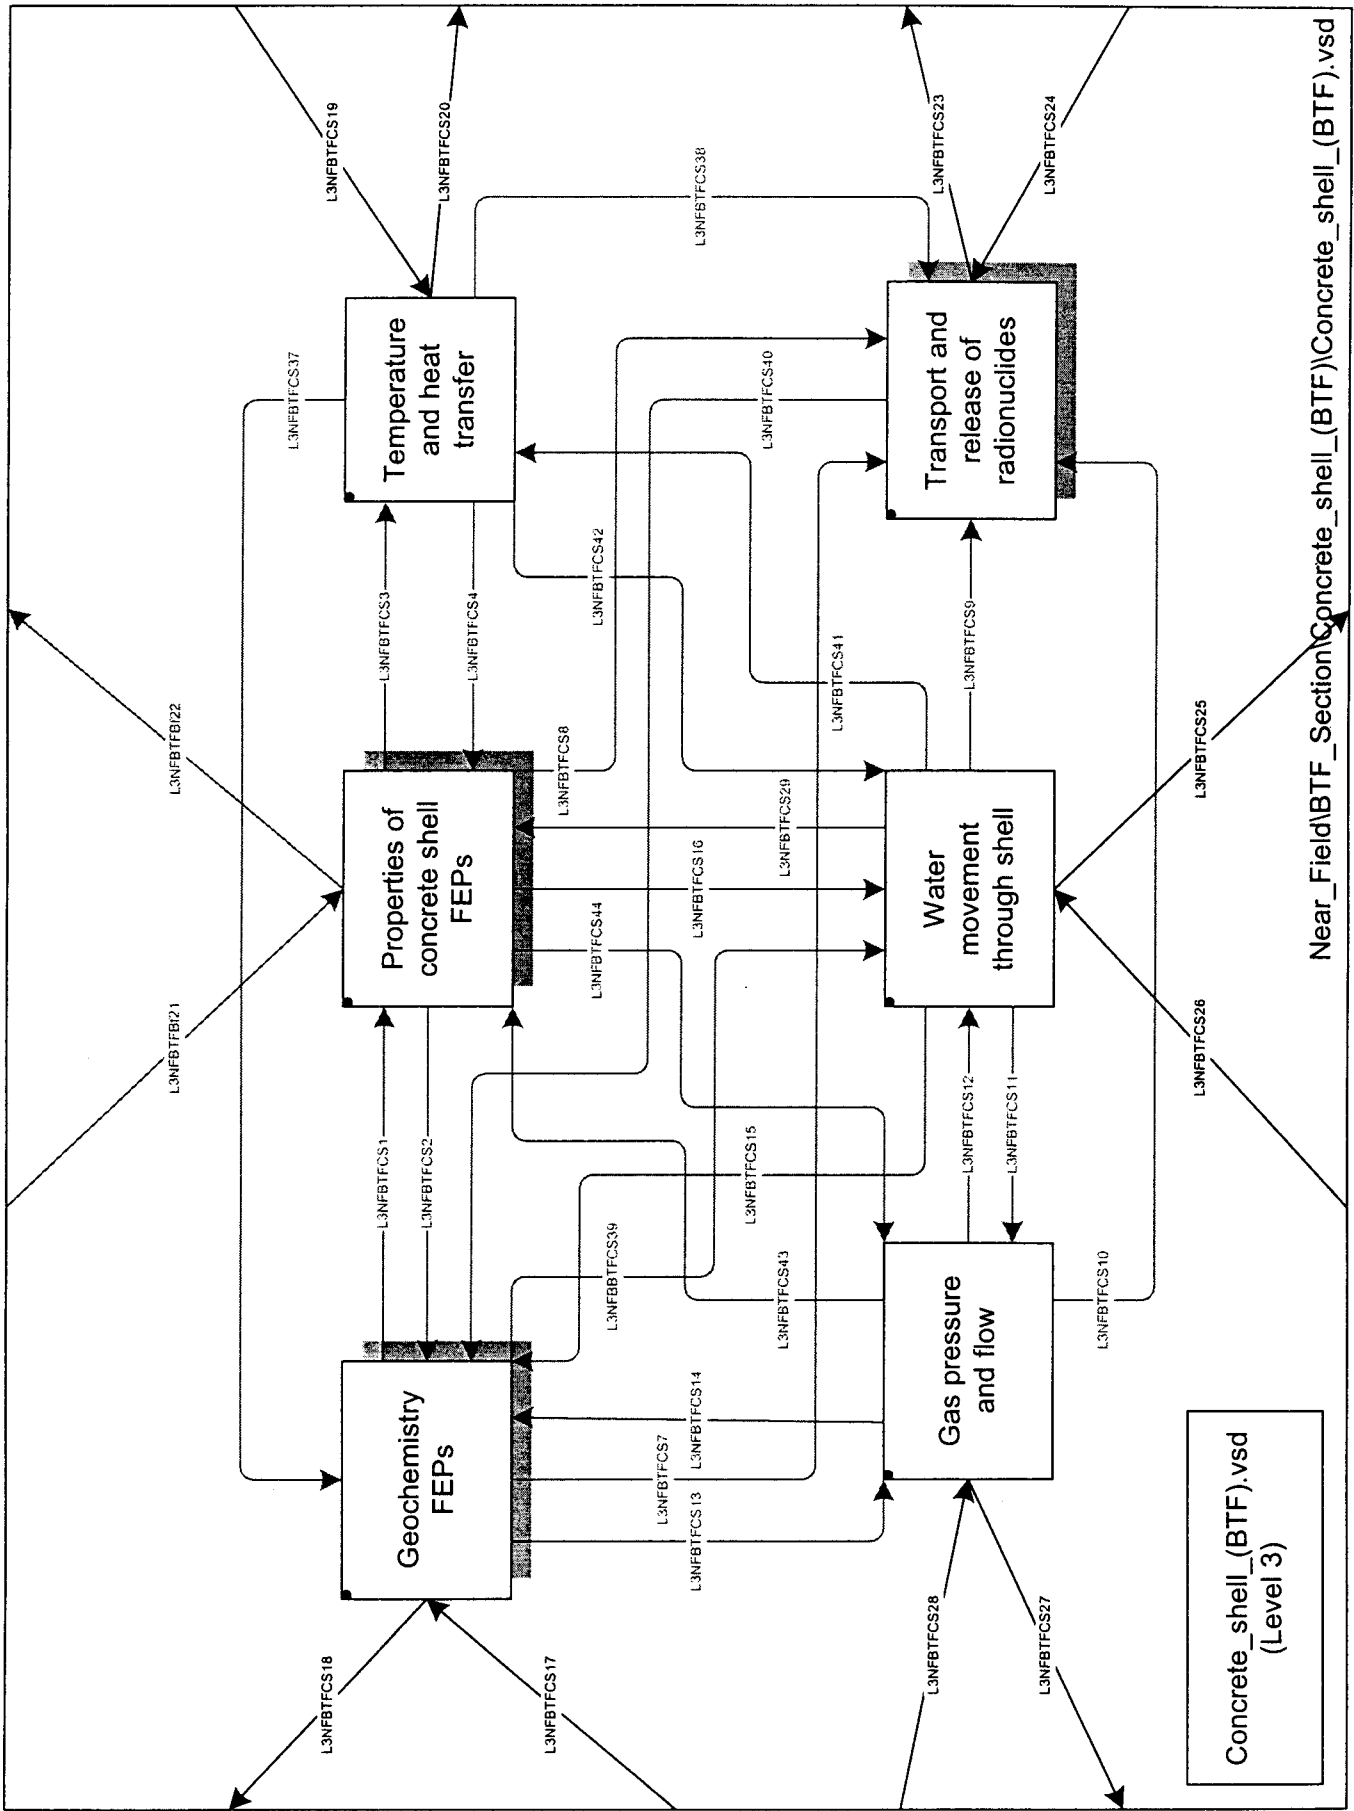 L3NFBTFBf21
L3NFBTFBf22
L3NFBTFCS18
L3NFBTFCS17
L3NFBTFCS37
L3NFBTFCS19
L3NFBTFCS20
Geochemistry
FEPs
L3NFBTFCS1
L3NFBTFCS2
Properties of
concrete shell
FEPs
L3NFBTFCS3
L3NFBTFCS4
Temperature
and heat
transfer
L3NFBTFCS38
L3NFBTFCS8
L3NFBTFCS42
L3NFBBTFCS39
L3NFBTFCS44
L3NFBTFCS7
L3NFBTFCS13
L3NFBTFCS14
L3NFBTFCS15
L3NFBTFCS16
L3NFBTFCS29
L3NFBTFCS40
L3NFBTFCS43
L3NFBTFCS41
L3NFBTFCS28
L3NFBTFCS27
Gas pressure
and flow
L3NFBTFCS12
L3NFBTFCS11
Water
movement
through shell
L3NFBTFCS9
Transport and
release of
radionuclides
L3NFBTFCS23
L3NFBTFCS24
L3NFBTFCS10
L3NFBTFCS26
L3NFBTFCS25
Concrete_shell_(BTF).vsd
(Level 3)
Near_Field\BTF_Section\Concrete_shell_(BTF)\Concrete_shell_(BTF).vsd